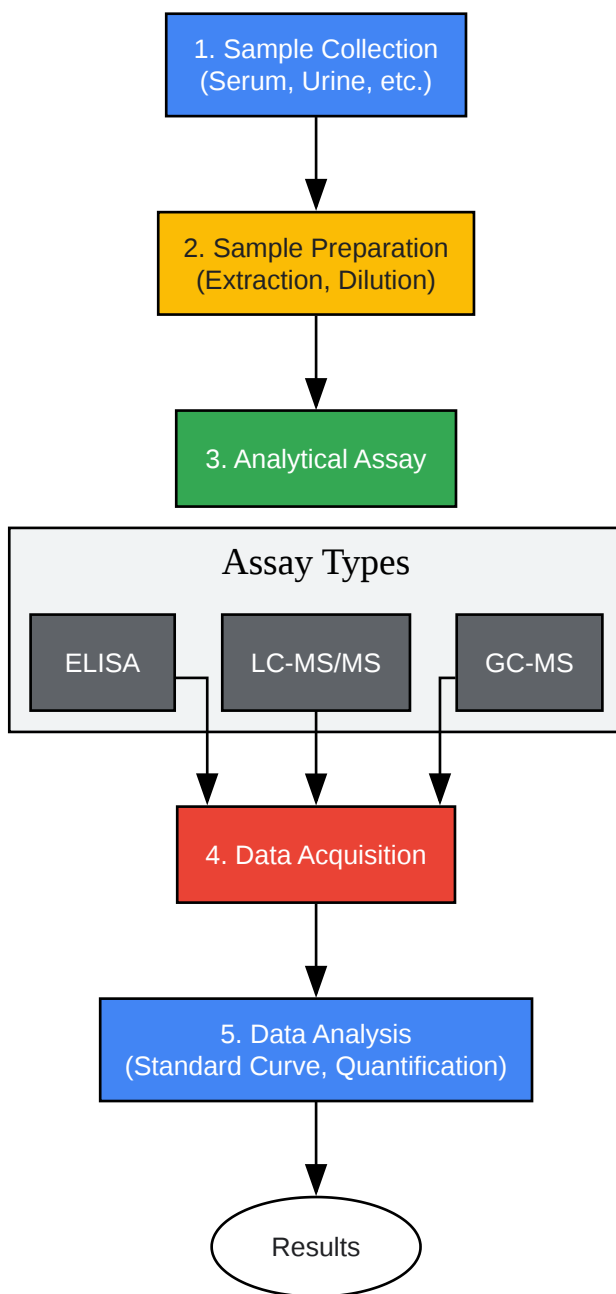 1. Sample Collection
(Serum, Urine, etc.)
2. Sample Preparation
(Extraction, Dilution)
3. Analytical Assay
Assay Types
ELISA
LC-MS/MS
GC-MS
4. Data Acquisition
5. Data Analysis
(Standard Curve, Quantification)
Results